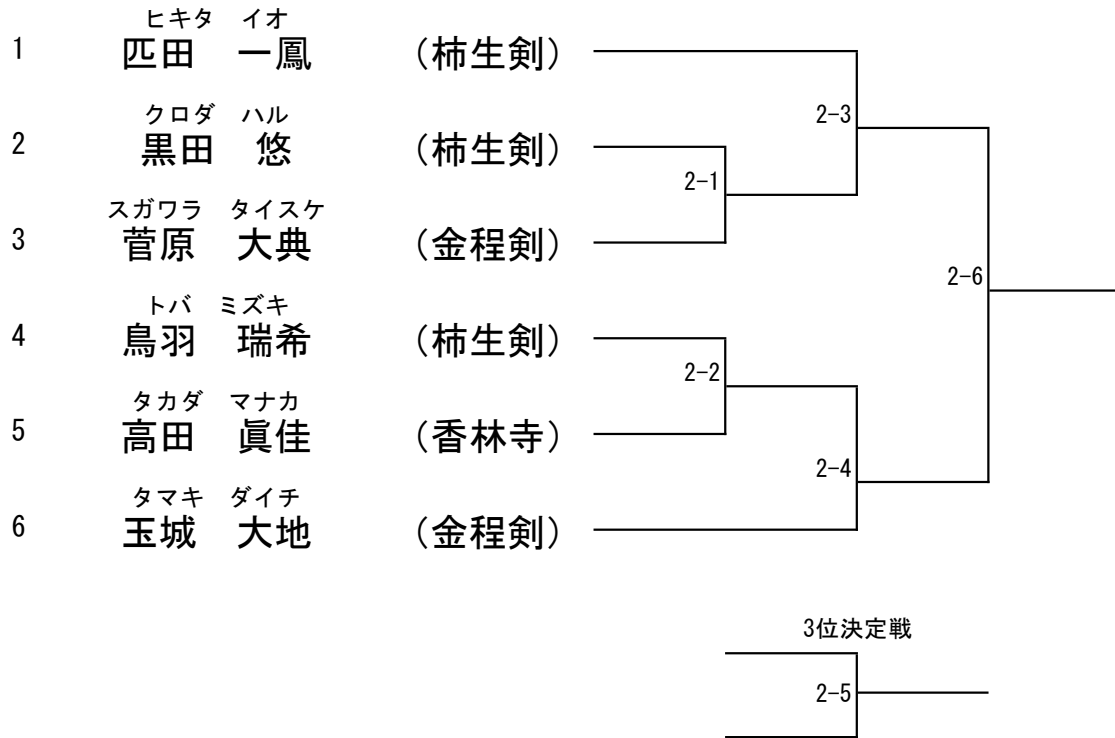 ヒキタ イオ
1 匹田 一鳳 (柿生剣)
2-3
クロダ ハル
2 黒田 悠 (柿生剣)
2-1
スガワラ タイスケ
3 菅原 大典 (金程剣)
2-6
トバ ミズキ
4 鳥羽 瑞希 (柿生剣)
2-2
タカダ マナカ
5 高田 眞佳 (香林寺)
2-4
タマキ ダイチ
6 玉城 大地 (金程剣)
3位決定戦
2-5